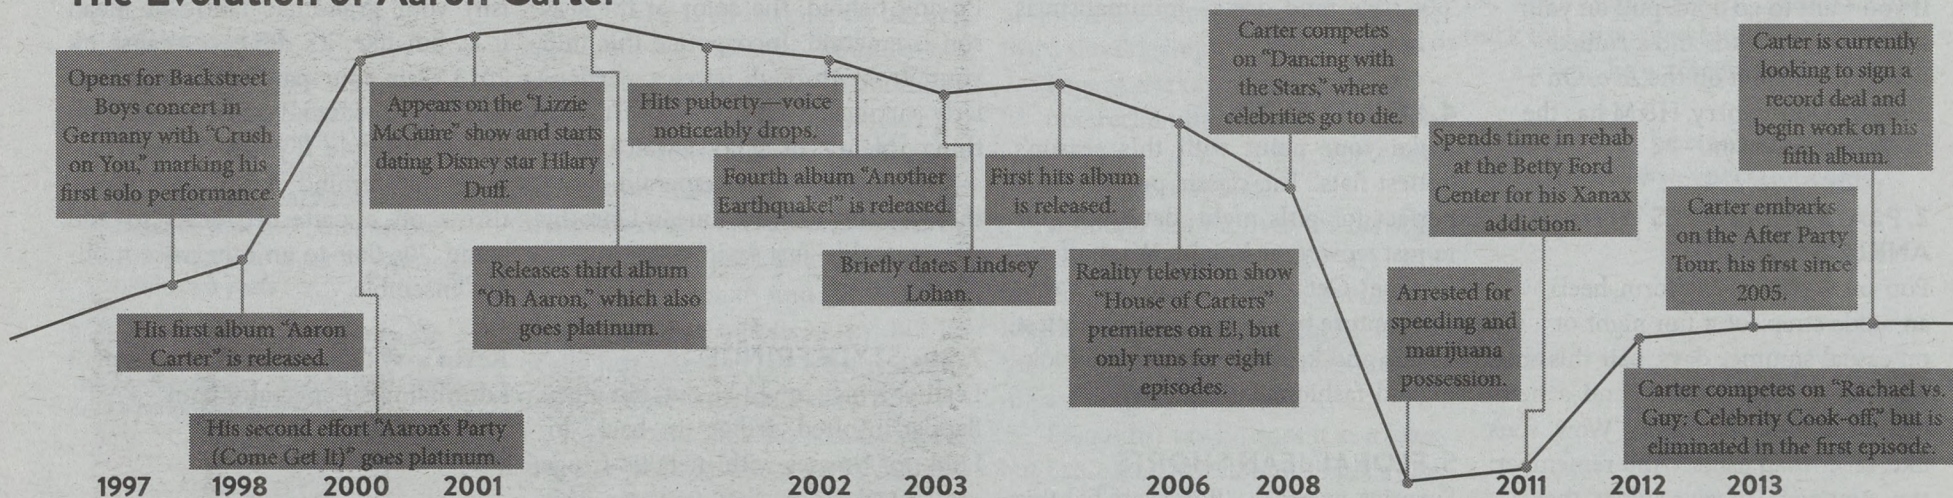 The Evolution of Aaron Carter
Opens for Backstreet
Boys concert in
Germany with “Crush
on You,” marking his
first solo performance.
His first album “Aaron
Carter” is released.
His second effort “Aaron’s Party
(Come Get It)” goes platinum.
Appears on the “Lizzie
McGuire” show and starts
dating Disney star Hilary
Duff.
Releases third album
“Oh Aaron,” which also
goes platinum.
Hits puberty—voice
noticeably drops.
Fourth album “Another
Earthquake!” is released.
Briefly dates Lindsey
Lohan.
First hits album
is released.
Reality television show
“House of Carters”
premieres on E!, but
only runs for eight
episodes.
Carter competes
on “Dancing with
the Stars,” where
celebrities go to die.
Arrested for
speeding and
marijuana
possession.
Spends time in rehab
at the Betty Ford
Center for his Xanax
addiction.
Carter competes on “Rachael vs.
Guy: Celebrity Cook-off,” but is
eliminated in the first episode.
Carter embarks
on the After Party
Tour, his first since
2005.
Carter is currently
looking to sign a
record deal and
begin work on his
fifth album.
1997 1998 2000 2001 2002 2003 2006 2008 2011 2012 2013